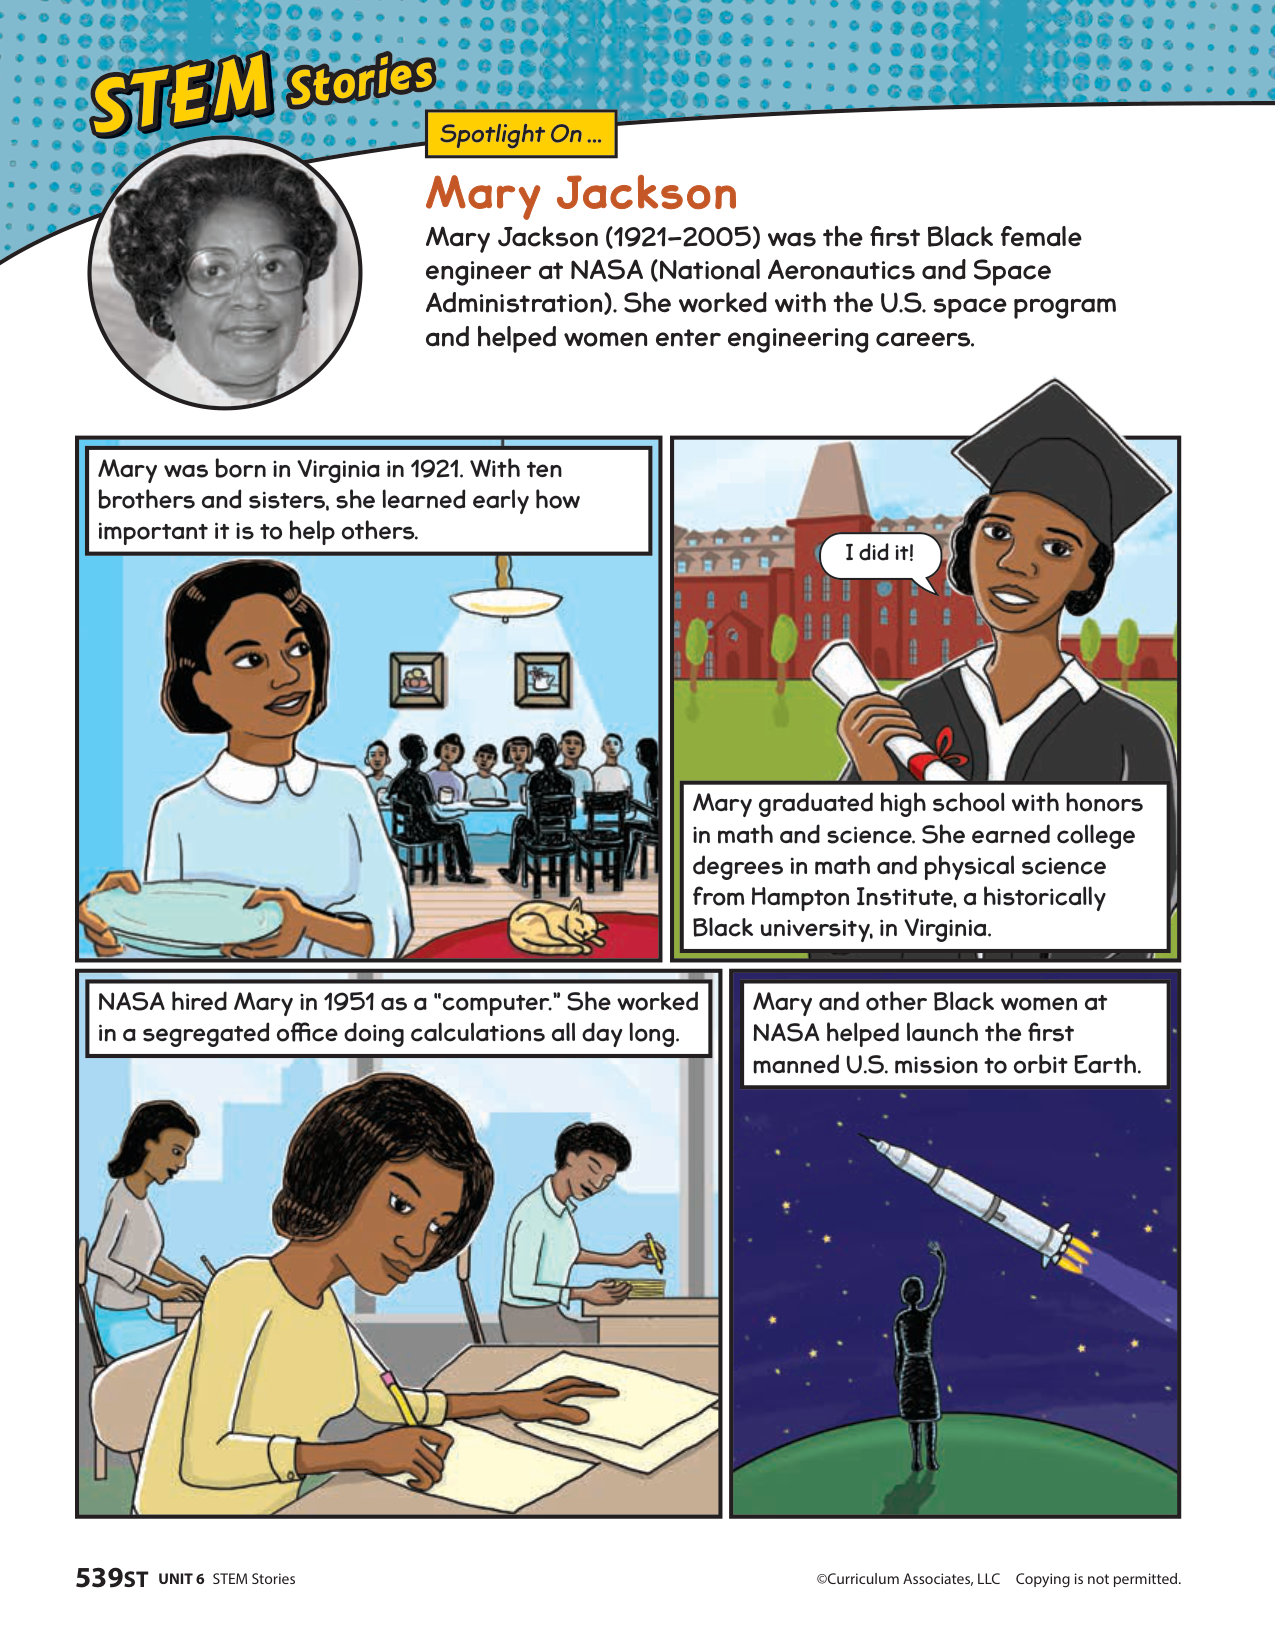 STEM Stories
Spotlight On ...
Mary Jackson
Mary Jackson (1921–2005) was the first Black female
engineer at NASA (National Aeronautics and Space
Administration). She worked with the U.S. space program
and helped women enter engineering careers.
Mary was born in Virginia in 1921. With ten
brothers and sisters, she learned early how
important it is to help others.
I did it!
Mary graduated high school with honors
in math and science. She earned college
degrees in math and physical science
from Hampton Institute, a historically
Black university, in Virginia.
NASA hired Mary in 1951 as a "computer." She worked
in a segregated office doing calculations all day long.
Mary and other Black women at
NASA helped launch the first
manned U.S. mission to orbit Earth.
539ST UNIT 6 STEM Stories
©Curriculum Associates, LLC Copying is not permitted.